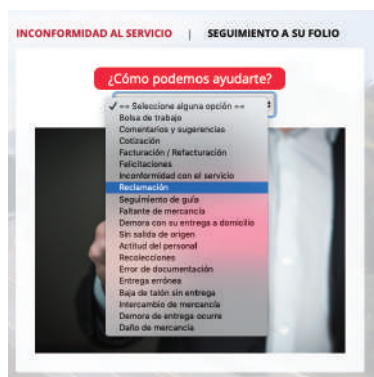 INCONFORMIDAD AL SERVICIO | SEGUIMIENTO A SU FOLIO
¿Cómo podemos ayudarte?
✓ == Seleccione alguna opción ==
Bolsa de trabajo
Comentarios y sugerencias
Cotización
Facturación / Refacturación
Felicitaciones
Inconformidad con el servicio
Reclamación
Seguimiento de guía
Faltante de mercancía
Demora con su entrega a domicilio
Sin salida de origen
Actitud del personal
Recolecciones
Error de documentación
Entrega errónea
Baja de talón sin entrega
Intercambio de mercancía
Demora de entrega ocurre
Daño de mercancía